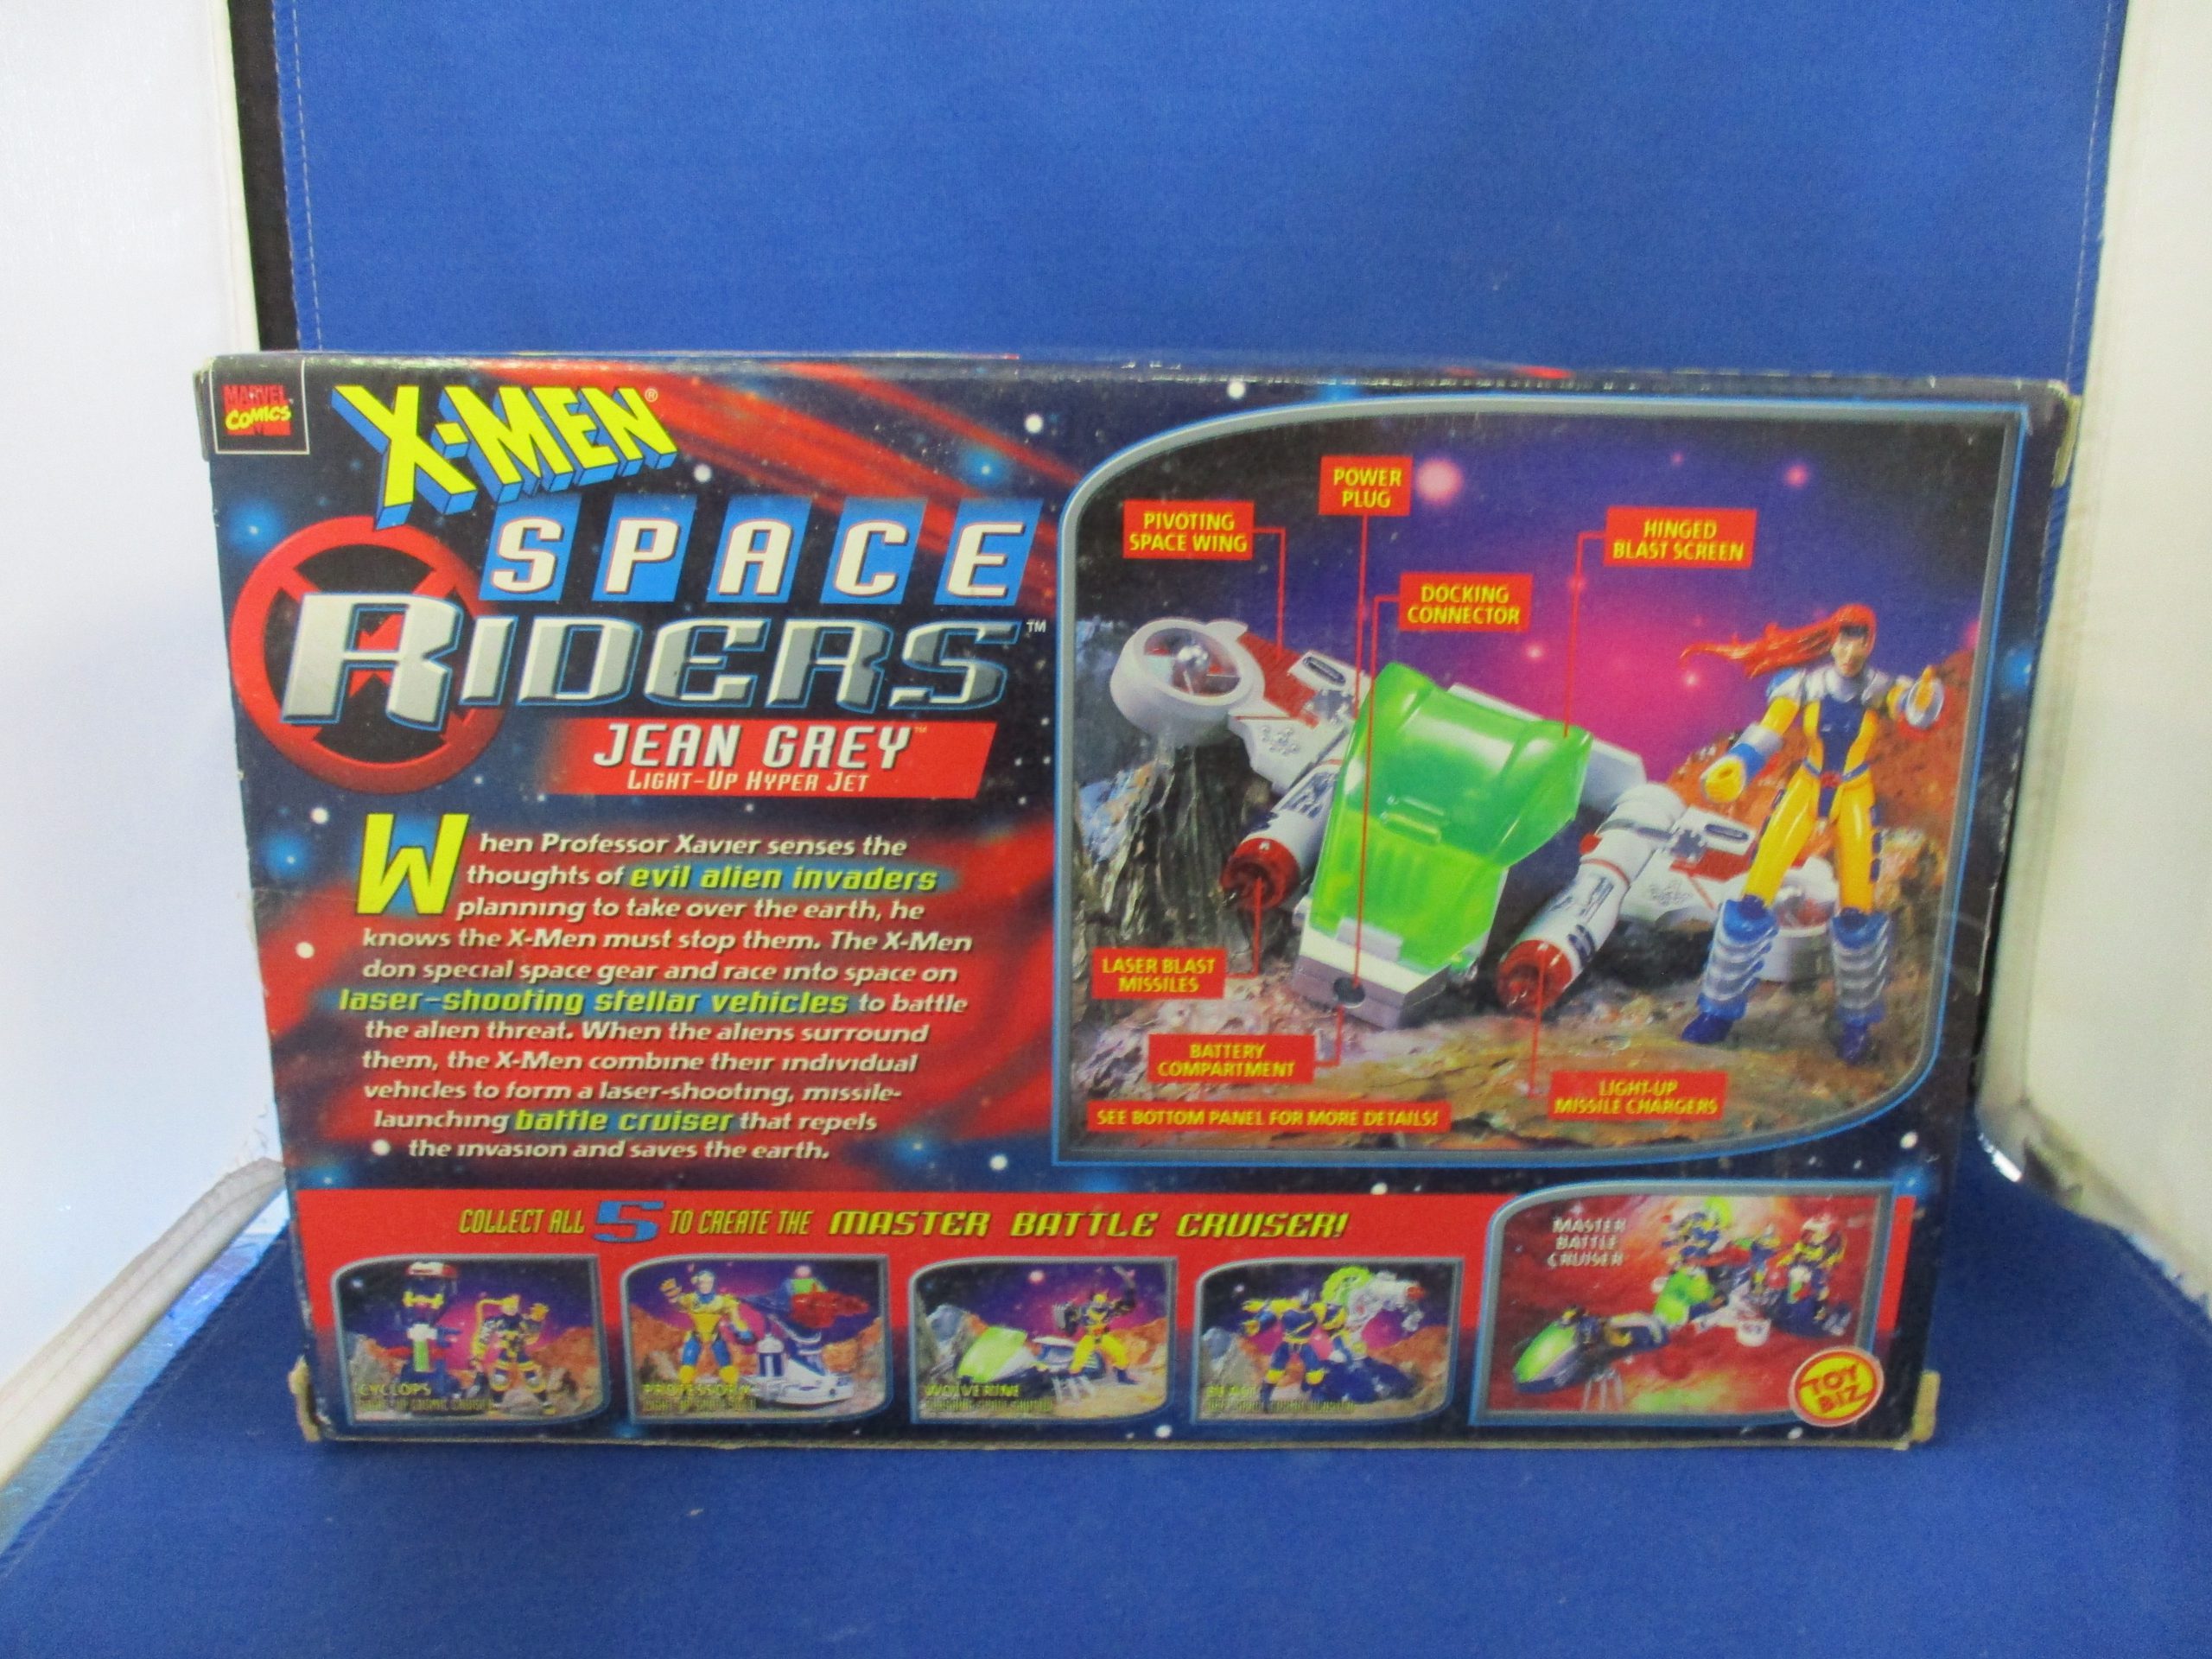 MARVEL
COMICS
X-MEN®
SPACE
RIDERS™
JEAN GREY™
LIGHT-UP HYPER JET
When Professor Xavier senses the
thoughts of evil alien invaders
planning to take over the earth, he
knows the X-Men must stop them. The X-Men
don special space gear and race into space on
laser-shooting stellar vehicles to battle
the alien threat. When the aliens surround
them, the X-Men combine their individual
vehicles to form a laser-shooting, missile-
launching battle cruiser that repels
the invasion and saves the earth.
PIVOTING
SPACE WING
POWER
PLUG
DOCKING
CONNECTOR
HINGED
BLAST SCREEN
LASER BLAST
MISSILES
BATTERY
COMPARTMENT
LIGHT-UP
MISSILE CHARGERS
SEE BOTTOM PANEL FOR MORE DETAILS!
COLLECT ALL 5 TO CREATE THE MASTER BATTLE CRUISER!
CYCLOPS
PROFESSOR X
WOLVERINE
BEAST
MASTER
BATTLE
CRUISER
TOY
BIZ